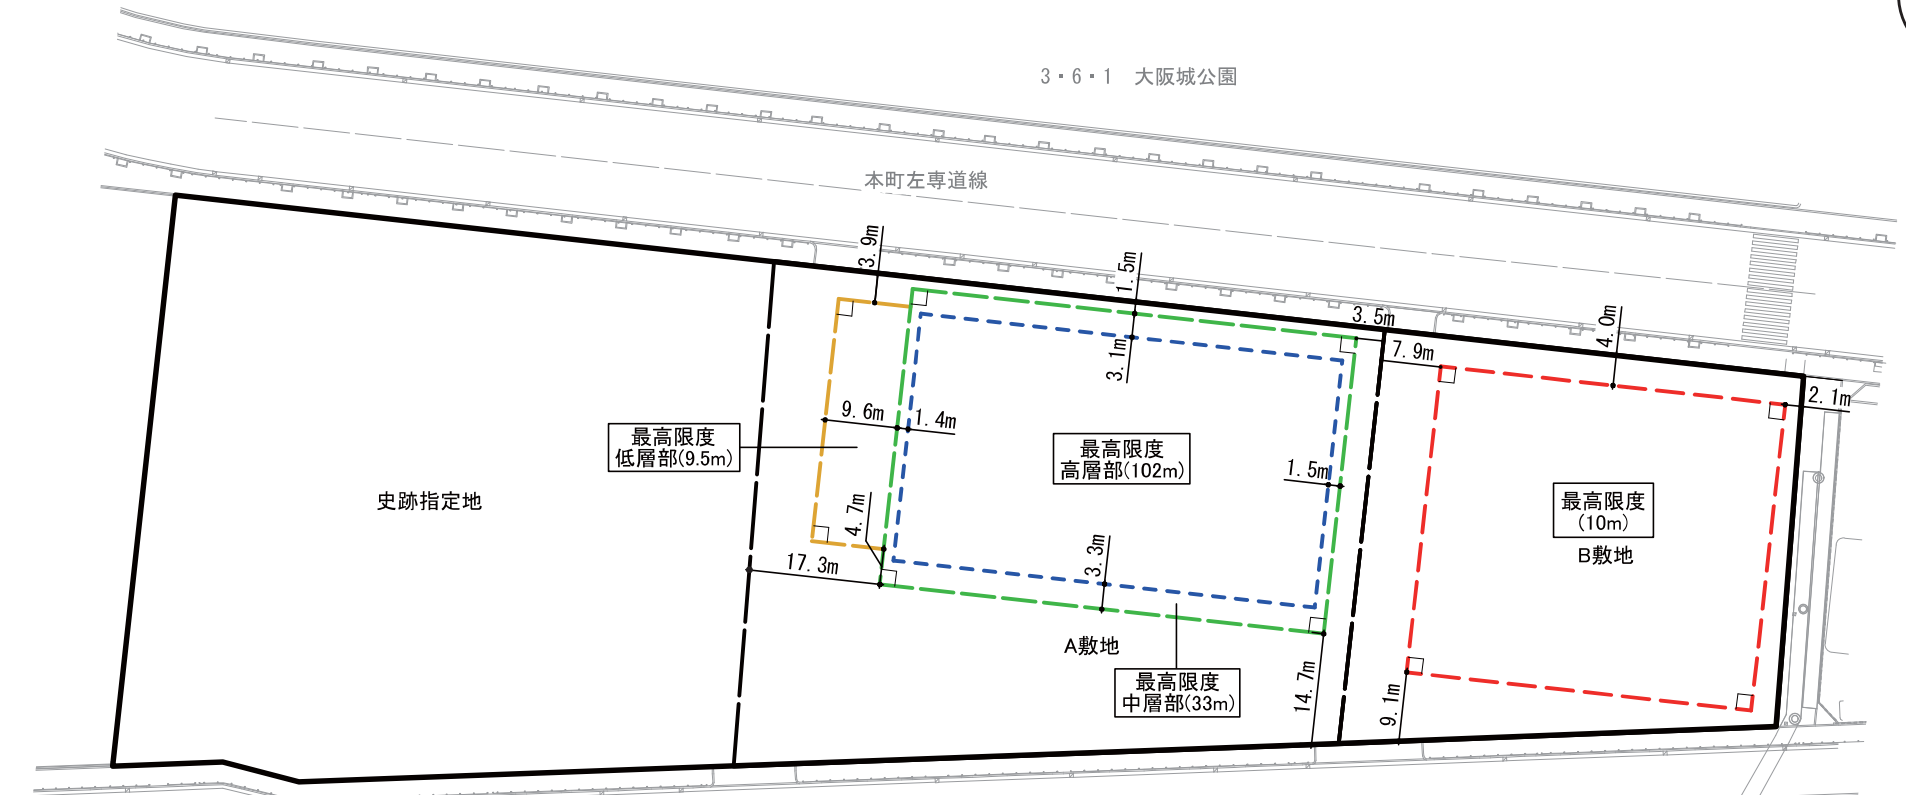 3・6・1　大阪城公園
本町左専道線
3.9m
1.5m
3.5m
4.0m
3.1m
7.9m
2.1m
9.6m
1.4m
最高限度
低層部(9.5m)
最高限度
高層部(102m)
1.5m
史跡指定地
4.7m
最高限度
(10m)
B敷地
17.3m
3.3m
A敷地
最高限度
中層部(33m)
14.7m
9.1m